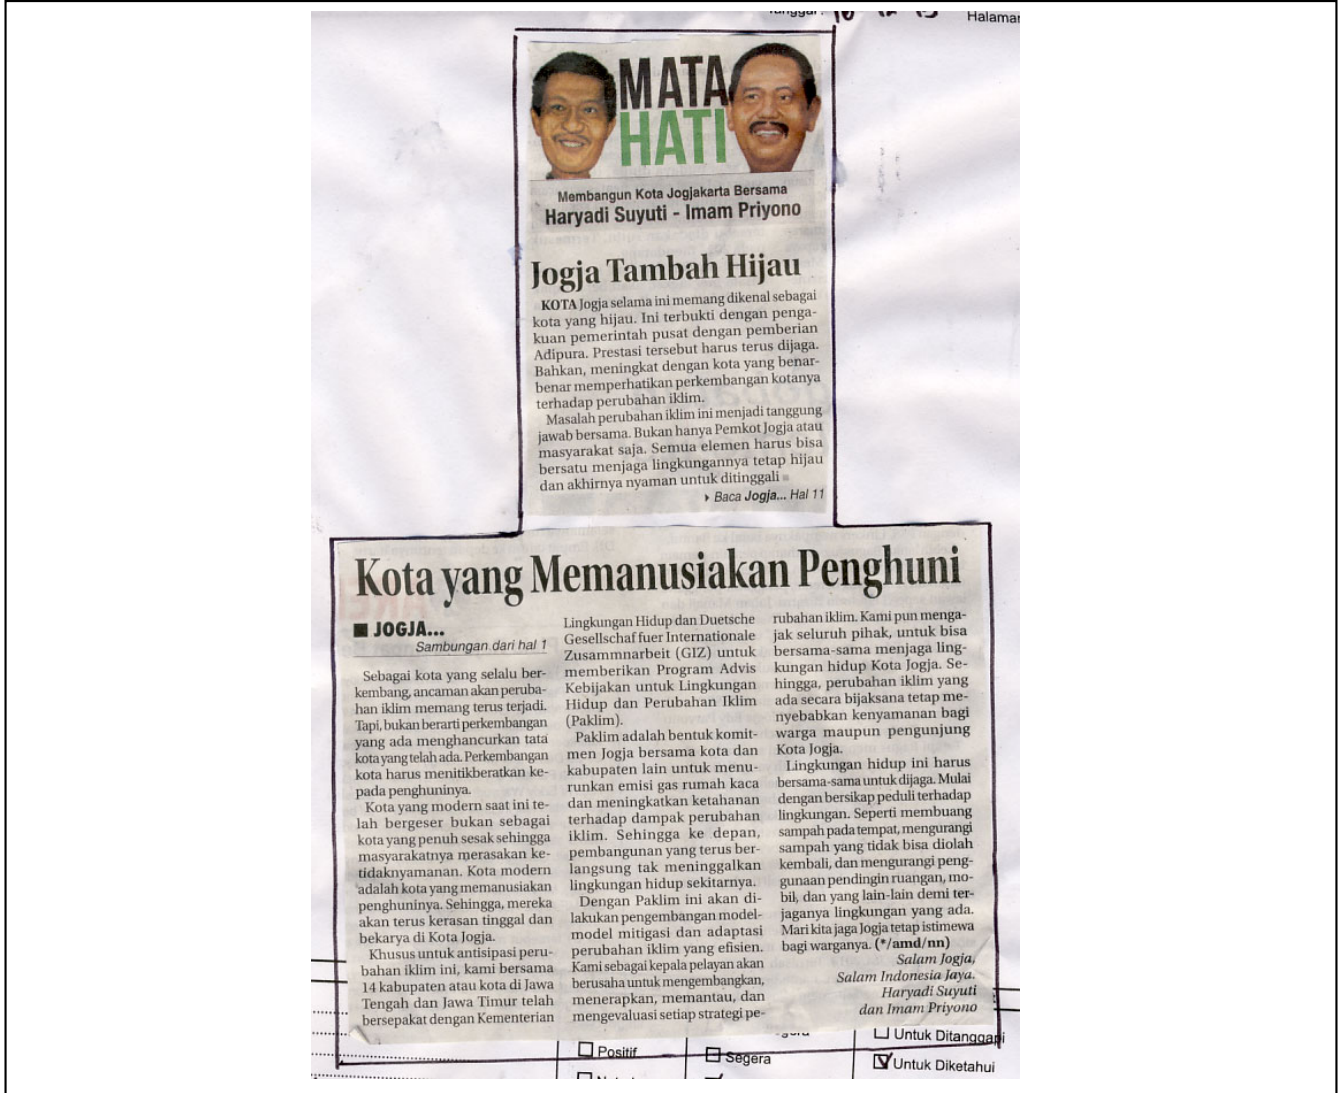 Tanggal :
Halaman
MATA
HATI
Membangun Kota Jogjakarta Bersama
Haryadi Suyuti - Imam Priyono
Jogja Tambah Hijau
KOTA Jogja selama ini memang dikenal sebagai
kota yang hijau. Ini terbukti dengan penga-
kuan pemerintah pusat dengan pemberian
Adipura. Prestasi tersebut harus terus dijaga.
Bahkan, meningkat dengan kota yang benar-
benar memperhatikan perkembangan kotanya
terhadap perubahan iklim.
Masalah perubahan iklim ini menjadi tanggung
jawab bersama. Bukan hanya Pemkot Jogja atau
masyarakat saja. Semua elemen harus bisa
bersatu menjaga lingkungannya tetap hijau
dan akhirnya nyaman untuk ditinggali
Baca Jogja... Hal 11
Kota yang Memanusiakan Penghuni
JOGJA...
Sambungan dari hal 1
Sebagai kota yang selalu ber-
kembang, ancaman akan peruba-
han iklim memang terus terjadi.
Tapi, bukan berarti perkembangan
yang ada menghancurkan tata
kota yang telah ada. Perkembangan
kota harus menitikberatkan ke-
pada penghuninya.
Kota yang modern saat ini te-
lah bergeser bukan sebagai
kota yang penuh sesak sehingga
masyarakatnya merasakan ke-
tidaknyamanan. Kota modern
adalah kota yang memanusiakan
penghuninya. Sehingga, mereka
akan terus kerasan tinggal dan
bekarya di Kota Jogja.
Khusus untuk antisipasi peru-
bahan iklim ini, kami bersama
14 kabupaten atau kota di Jawa
Tengah dan Jawa Timur telah
bersepakat dengan Kementerian
Lingkungan Hidup dan Duetsche
Gesellschaf fuer Internationale
Zusammnarbeit (GIZ) untuk
memberikan Program Advis
Kebijakan untuk Lingkungan
Hidup dan Perubahan Iklim
(Paklim).
Paklim adalah bentuk komit-
men Jogja bersama kota dan
kabupaten lain untuk menu-
runkan emisi gas rumah kaca
dan meningkatkan ketahanan
terhadap dampak perubahan
iklim. Sehingga ke depan,
pembangunan yang terus ber-
langsung tak meninggalkan
lingkungan hidup sekitarnya.
Dengan Paklim ini akan di-
lakukan pengembangan model-
model mitigasi dan adaptasi
perubahan iklim yang efisien.
Kami sebagai kepala pelayan akan
berusaha untuk mengembangkan,
menerapkan, memantau, dan
mengevaluasi setiap strategi pe-
rubahan iklim. Kami pun menga-
jak seluruh pihak, untuk bisa
bersama-sama menjaga ling-
kungan hidup Kota Jogja. Se-
hingga, perubahan iklim yang
ada secara bijaksana tetap me-
nyebabkan kenyamanan bagi
warga maupun pengunjung
Kota Jogja.
Lingkungan hidup ini harus
bersama-sama untuk dijaga. Mulai
dengan bersikap peduli terhadap
lingkungan. Seperti membuang
sampah pada tempat, mengurangi
sampah yang tidak bisa diolah
kembali, dan mengurangi peng-
gunaan pendingin ruangan, mo-
bil, dan yang lain-lain demi ter-
jaganya lingkungan yang ada.
Mari kita jaga Jogja tetap istimewa
bagi warganya. (*/amd/nn)
Salam Jogja,
Salam Indonesia Jaya.
Haryadi Suyuti
dan Imam Priyono
Untuk Ditanggapi
Positif
Segera
Untuk Diketahui